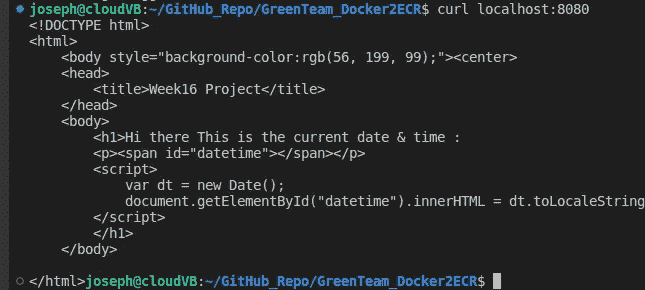 joseph@cloudVB:~/GitHub_Repo/GreenTeam_Docker2ECR$ curl localhost:8080
<!DOCTYPE html>
<html>
    <body style="background-color:rgb(56, 199, 99);"><center>
    <head>
        <title>Week16 Project</title>
    </head>
    <body>
        <h1>Hi there This is the current date & time :
        <p><span id="datetime"></span></p>
        <script>
            var dt = new Date();
            document.getElementById("datetime").innerHTML = dt.toLocaleString
        </script>
        </h1>
    </body>

</html>joseph@cloudVB:~/GitHub_Repo/GreenTeam_Docker2ECR$